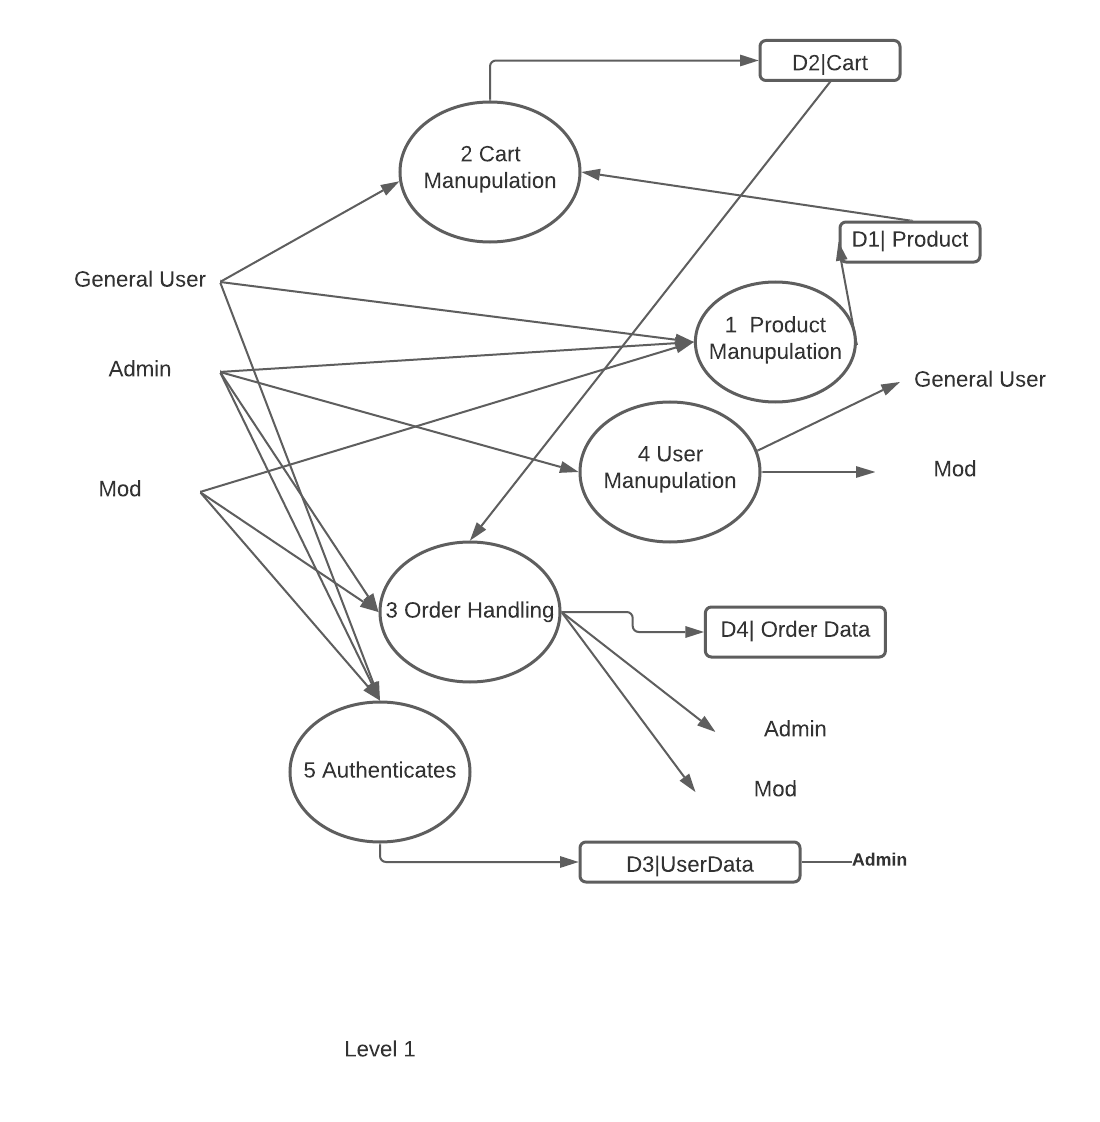 D2|Cart
2 Cart
Manupulation
D1| Product
General User
1  Product
Manupulation
Admin
General User
4 User
Manupulation
Mod
Mod
3 Order Handling
D4| Order Data
Admin
5 Authenticates
Mod
D3|UserData
Admin
Level 1